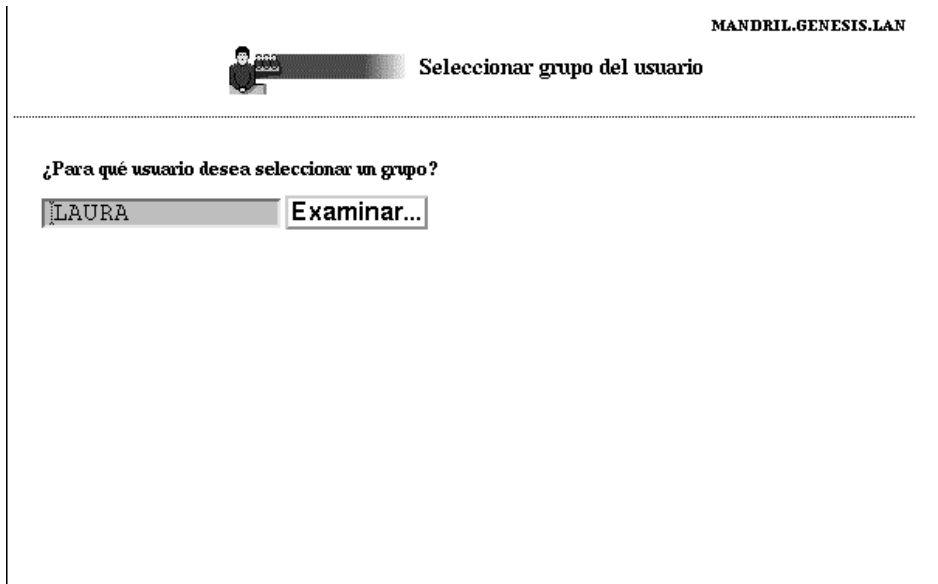 MANDRIL.GENESIS.LAN
Seleccionar grupo del usuario
¿Para qué usuario desea seleccionar un grupo?
LAURA Examinar...